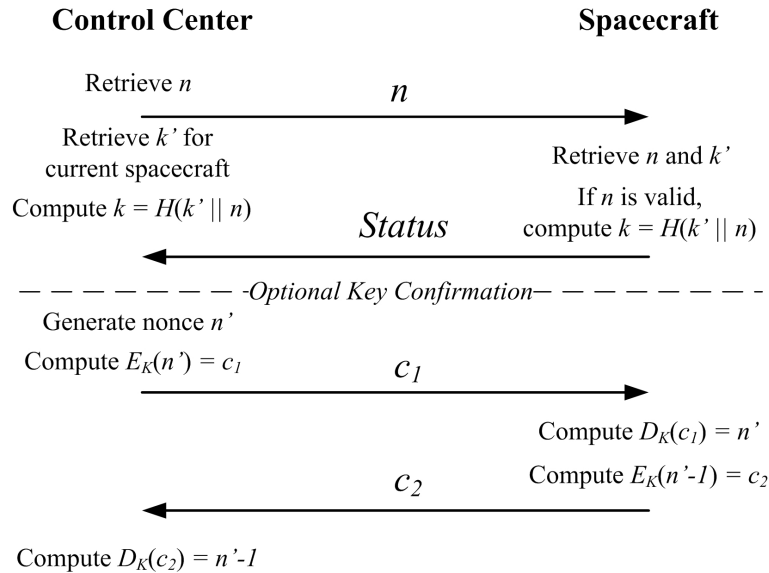 Control Center
Spacecraft
Retrieve n
n
Retrieve k’ for
current spacecraft
Compute k = H(k’ || n)
Retrieve n and k’
If n is valid,
compute k = H(k’ || n)
Status
Optional Key Confirmation
Generate nonce n’
Compute E_K(n’) = c_1
c_1
Compute D_K(c_1) = n’
Compute E_K(n’-1) = c_2
c_2
Compute D_K(c_2) = n’-1